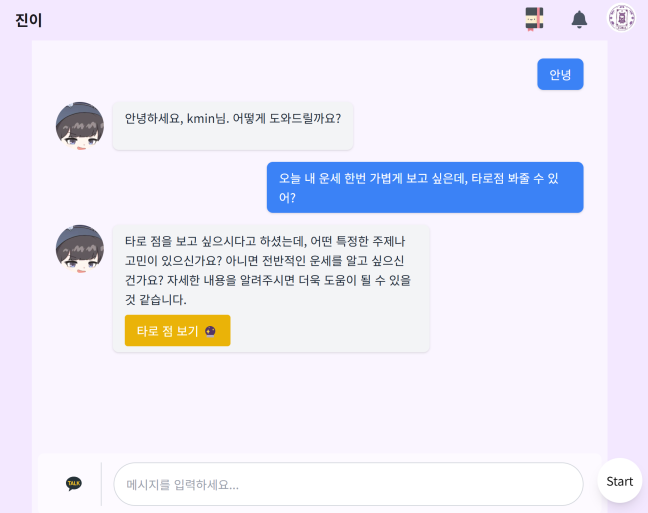 진이
안녕
안녕하세요, kmin님. 어떻게 도와드릴까요?
오늘 내 운세 한번 가볍게 보고 싶은데, 타로점 봐줄 수 있
어?
타로 점을 보고 싶으시다고 하셨는데, 어떤 특정한 주제나
고민이 있으신가요? 아니면 전반적인 운세를 알고 싶으신
건가요? 자세한 내용을 알려주시면 더욱 도움이 될 수 있을
것 같습니다.
타로 점 보기
TALK
메시지를 입력하세요...
Start